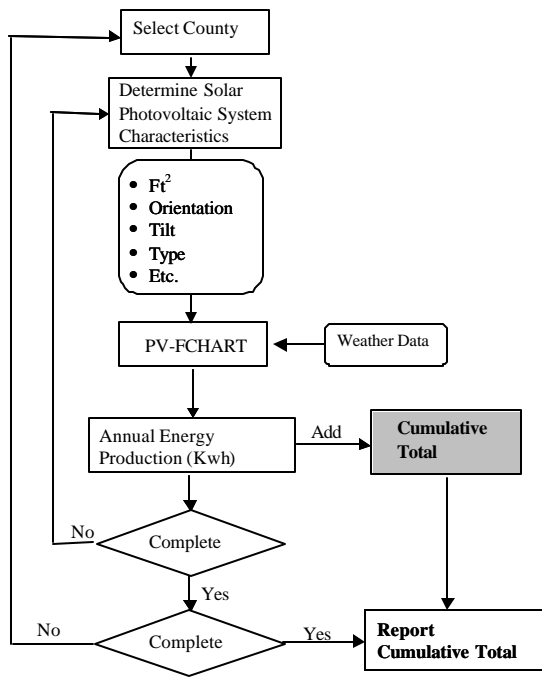 Select County
Determine Solar
Photovoltaic System
Characteristics
• Ft²
• Orientation
• Tilt
• Type
• Etc.
PV-FCHART
Weather Data
Annual Energy
Production (Kwh)
Add
Cumulative
Total
No
Complete
Yes
No
Complete
Yes
Report
Cumulative Total